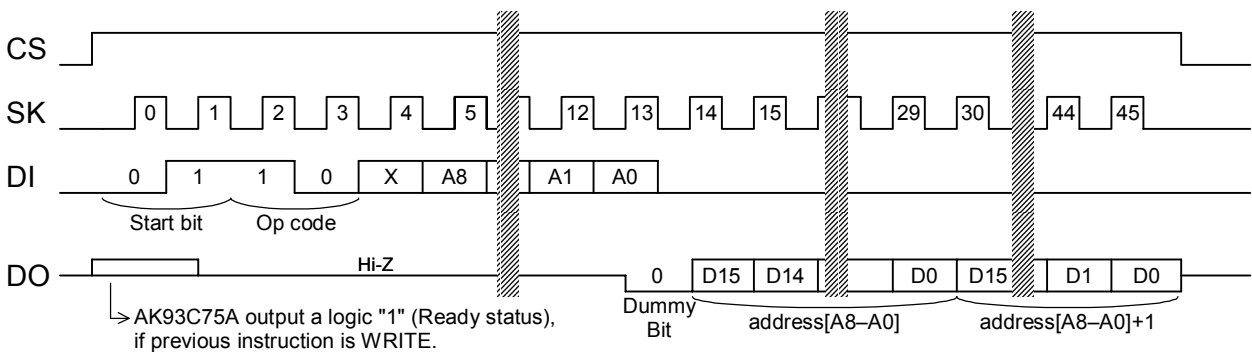 CS
SK 0 1 2 3 4 5 12 13 14 15 29 30 44 45
DI 0 1 1 0 X A8 A1 A0
Start bit Op code
DO Hi-Z 0 D15 D14 D0 D15 D1 D0
Dummy
Bit
address[A8–A0] address[A8–A0]+1
AK93C75A output a logic "1" (Ready status),
if previous instruction is WRITE.